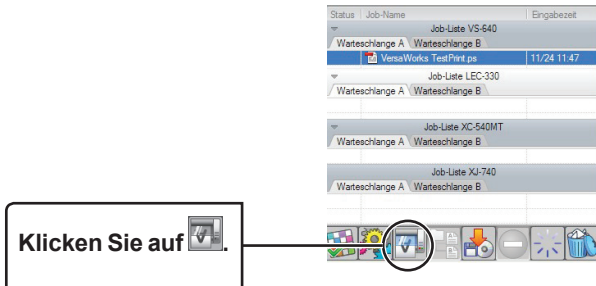 Status Job-Name Eingabezeit
Job-Liste VS-640
Warteschlange A Warteschlange B
VersaWorks TestPrint.ps 11/24 11:47
Job-Liste LEC-330
Warteschlange A Warteschlange B
Job-Liste XC-540MT
Warteschlange A Warteschlange B
Job-Liste XJ-740
Warteschlange A Warteschlange B
Klicken Sie auf .